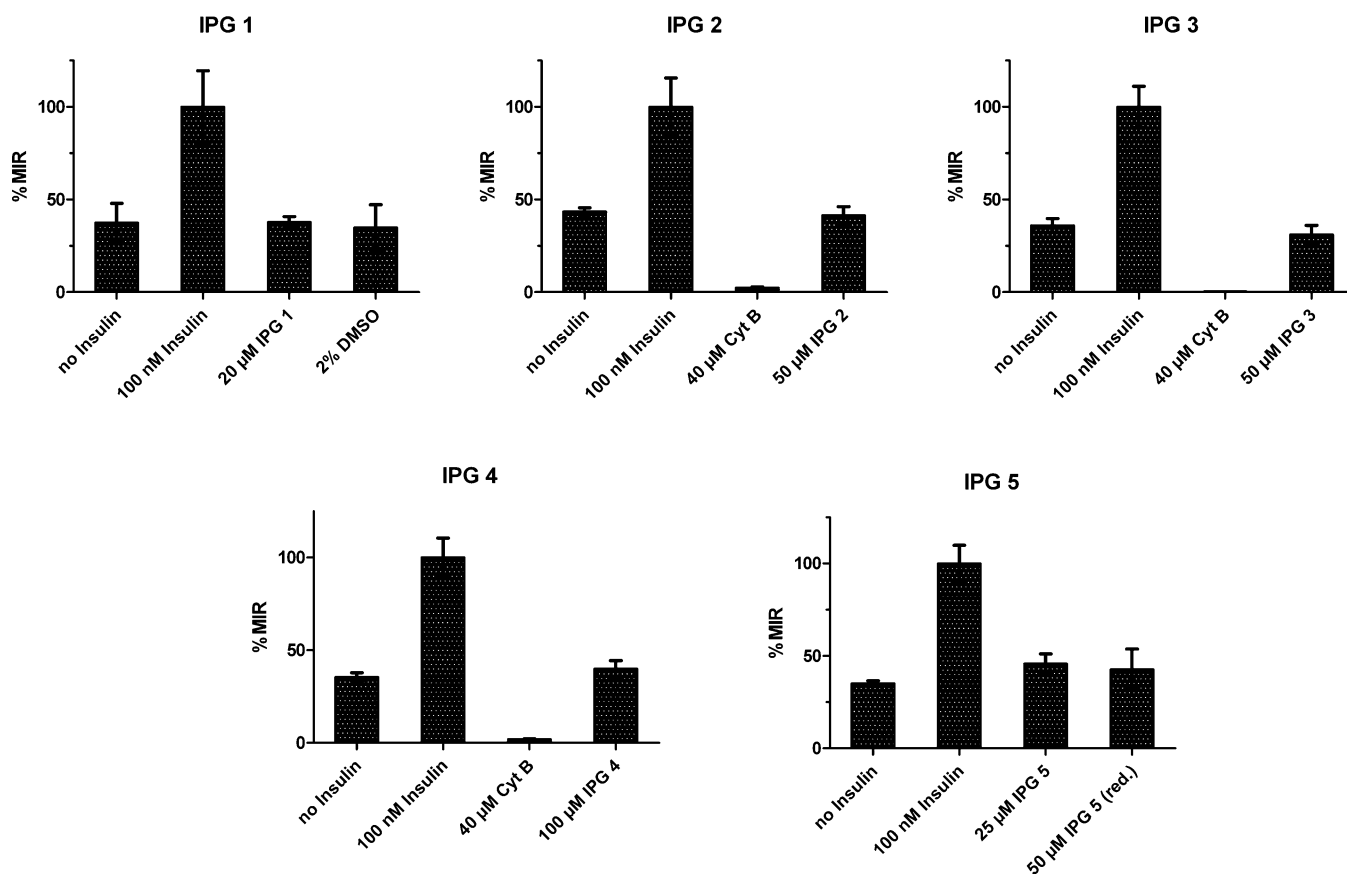 IPG 1
% MIR
100
50
0
no Insulin
100 nM Insulin
20 µM IPG 1
2% DMSO
IPG 2
% MIR
100
50
0
no Insulin
100 nM Insulin
40 µM Cyt B
50 µM IPG 2
IPG 3
% MIR
100
50
0
no Insulin
100 nM Insulin
40 µM Cyt B
50 µM IPG 3
IPG 4
% MIR
100
50
0
no Insulin
100 nM Insulin
40 µM Cyt B
100 µM IPG 4
IPG 5
% MIR
100
50
0
no Insulin
100 nM Insulin
25 µM IPG 5
50 µM IPG 5 (red.)